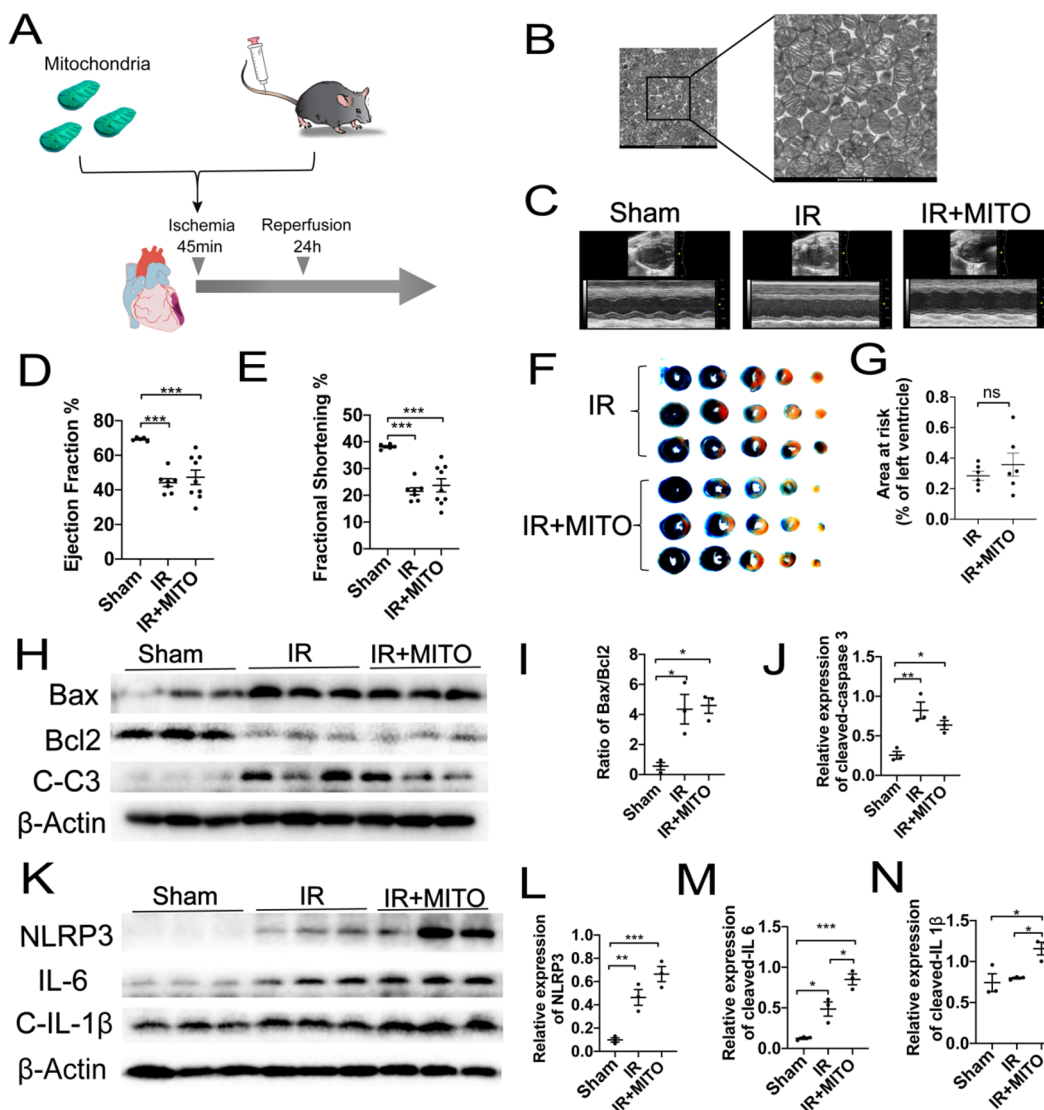 A
Mitochondria
Ischemia
45min
Reperfusion
24h
B
C
Sham
IR
IR+MITO
D
Ejection Fraction %
80
60
40
20
0
***
***
Sham
IR
IR+MITO
E
Fractional Shortening %
50
40
30
20
10
0
***
***
Sham
IR
IR+MITO
F
IR
IR+MITO
G
Area at risk
(% of left ventricle)
0.8
0.6
0.4
0.2
0.0
ns
IR
IR+MITO
H
Sham
IR
IR+MITO
Bax
Bcl2
C-C3
β-Actin
I
Ratio of Bax/Bcl2
8
6
4
2
0
*
*
Sham
IR
IR+MITO
J
Relative expression
of cleaved-caspase 3
1.5
1.0
0.5
0.0
*
**
Sham
IR
IR+MITO
K
Sham
IR
IR+MITO
NLRP3
IL-6
C-IL-1β
β-Actin
L
Relative expression
of NLRP3
1.0
0.8
0.6
0.4
0.2
0.0
***
**
Sham
IR
IR+MITO
M
Relative expression
of cleaved-IL 6
1.5
1.0
0.5
0.0
***
*
*
Sham
IR
IR+MITO
N
Relative expression
of cleaved-IL 1β
1.5
1.0
0.5
0.0
*
*
Sham
IR
IR+MITO